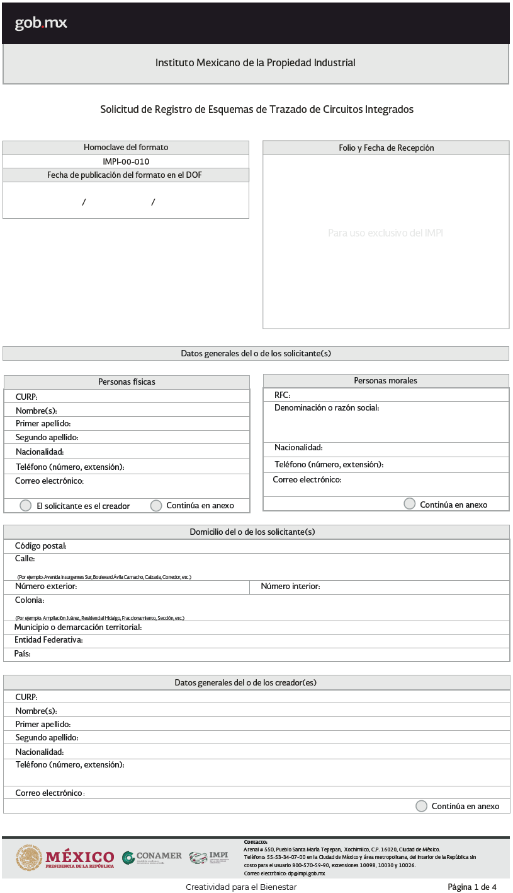 gob.mx
Instituto Mexicano de la Propiedad Industrial
Solicitud de Registro de Esquemas de Trazado de Circuitos Integrados
Homoclave del formato
IMPI-00-010
Fecha de publicación del formato en el DOF
/ /
Folio y Fecha de Recepción
Para uso exclusivo del IMPI
Datos generales del o de los solicitante(s)
Personas físicas
CURP:
Nombre(s):
Primer apellido:
Segundo apellido:
Nacionalidad:
Teléfono (número, extensión):
Correo electrónico:
El solicitante es el creador
Continúa en anexo
Personas morales
RFC:
Denominación o razón social:
Nacionalidad:
Teléfono (número, extensión):
Correo electrónico:
Continúa en anexo
Domicilio del o de los solicitante(s)
Código postal:
Calle:
(Por ejemplo: Avenida Insurgentes Sur, Boulevard Ávila Camacho, Calzada, Corredor, etc.)
Número exterior: Número interior:
Colonia:
(Por ejemplo: Ampliación Juárez, Residencial Hidalgo, Fraccionamiento, Sección, etc.)
Municipio o demarcación territorial:
Entidad Federativa:
País:
Datos generales del o de los creador(es)
CURP:
Nombre(s):
Primer apellido:
Segundo apellido:
Nacionalidad:
Teléfono (número, extensión):
Correo electrónico:
Continúa en anexo
MÉXICO
PRESIDENCIA DE LA REPÚBLICA
CONAMER
IMPI
Contacto:
Arenal # 550, Pueblo Santa María Tepepan, Xochimilco, C.P. 16020, Ciudad de México.
Teléfono: 55-53-34-07-00 en la Ciudad de México y área metropolitana, del interior de la República sin
costo para el usuario 800-570-59-90, extensiones 10098, 10030 y 10026.
Correo electrónico: dip@impi.gob.mx.
Creatividad para el Bienestar
Página 1 de 4